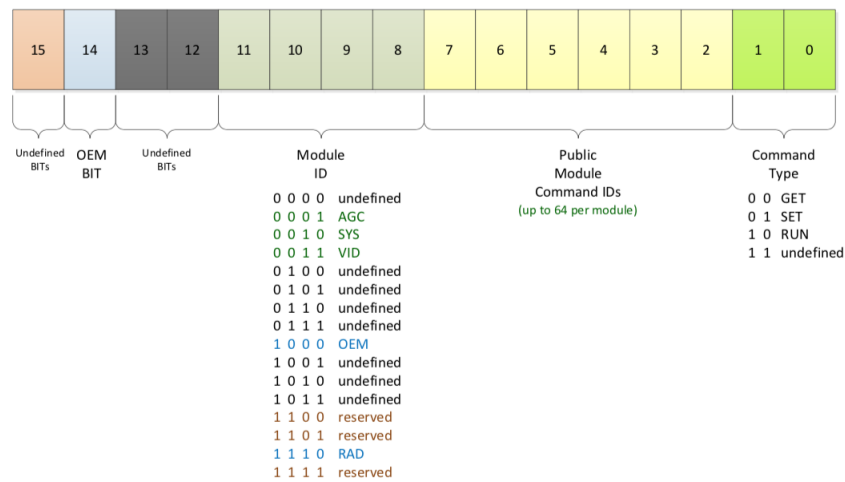 15 14 13 12 11 10 9 8 7 6 5 4 3 2 1 0
Undefined
BITs
OEM
BIT
Undefined
BITs
Module
ID
0 0 0 0 undefined
0 0 0 1 AGC
0 0 1 0 SYS
0 0 1 1 VID
0 1 0 0 undefined
0 1 0 1 undefined
0 1 1 0 undefined
0 1 1 1 undefined
1 0 0 0 OEM
1 0 0 1 undefined
1 0 1 0 undefined
1 0 1 1 undefined
1 1 0 0 reserved
1 1 0 1 reserved
1 1 1 0 RAD
1 1 1 1 reserved
Public
Module
Command IDs
(up to 64 per module)
Command
Type
0 0 GET
0 1 SET
1 0 RUN
1 1 undefined